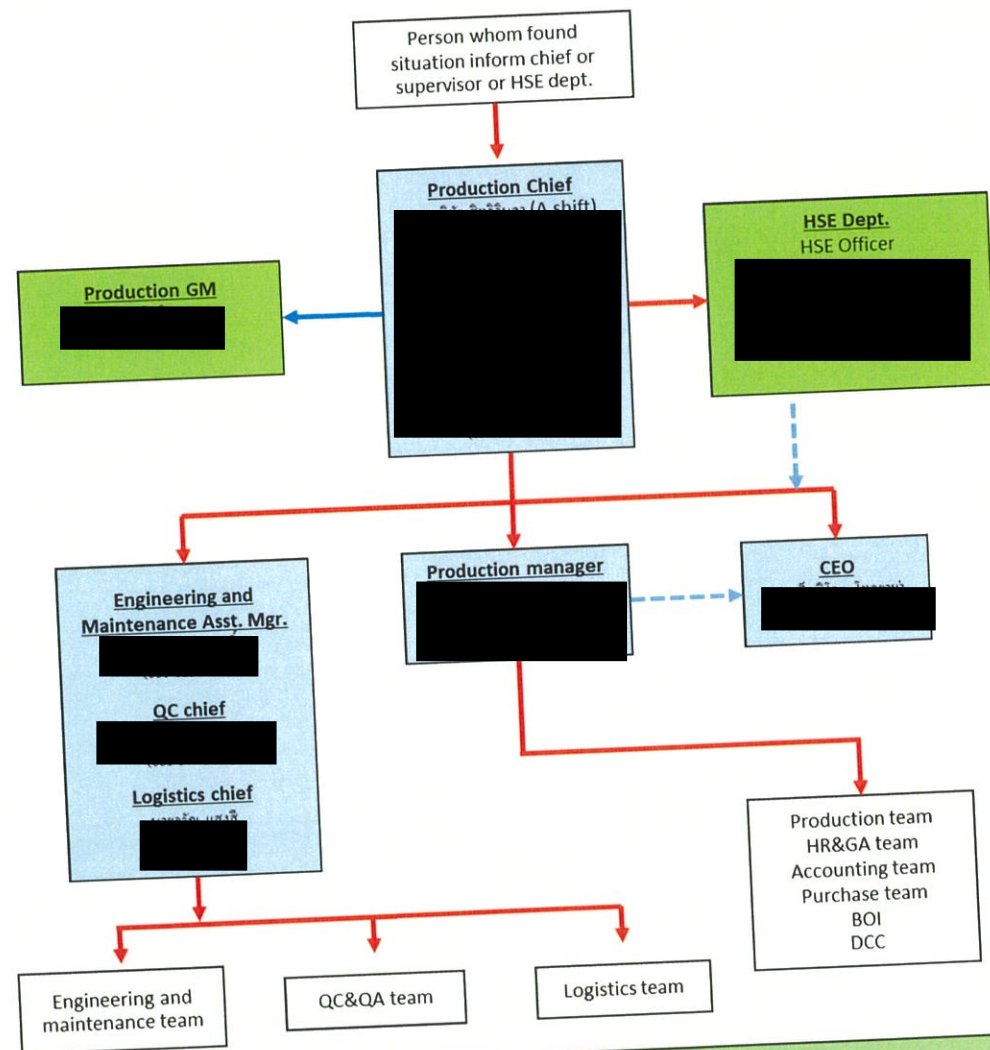 Person whom found
situation inform chief or
supervisor or HSE dept.
Production Chief
(A shift)
HSE Dept.
HSE Officer
Production GM
Engineering and
Maintenance Asst. Mgr.
QC chief
Logistics chief
Production manager
CEO
Production team
HR&GA team
Accounting team
Purchase team
BOI
DCC
Engineering and
maintenance team
QC&QA team
Logistics team